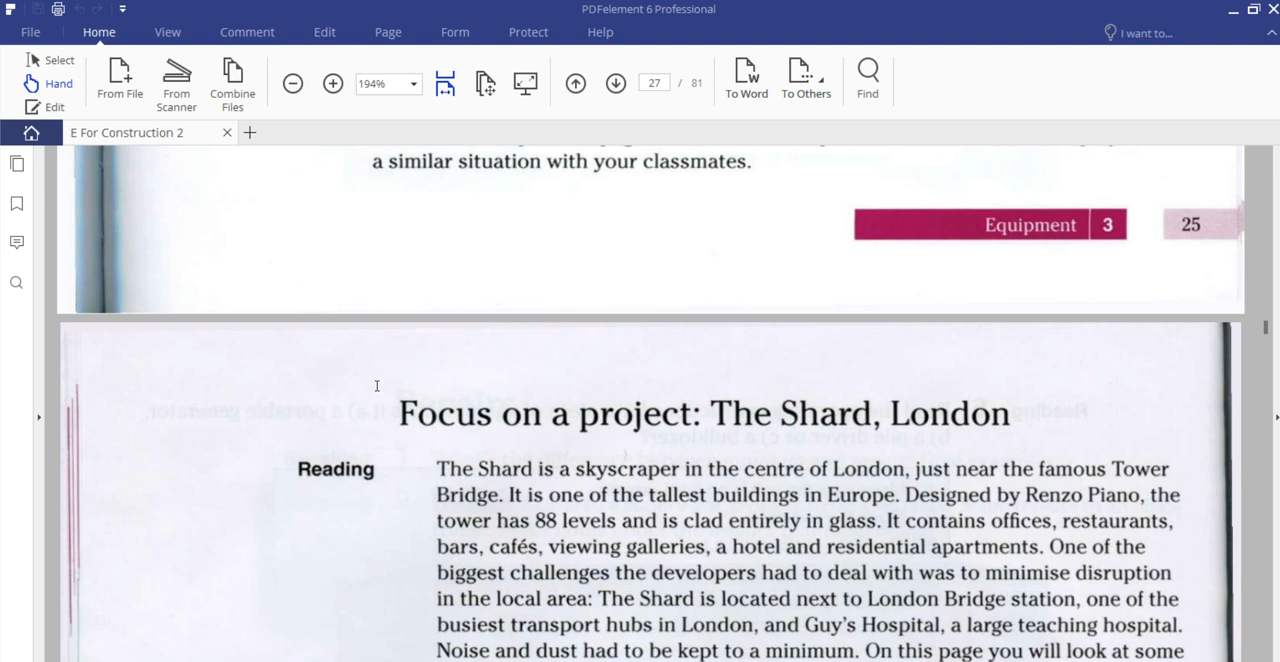 PDFelement 6 Professional
File Home View Comment Edit Page Form Protect Help I want to...
Select
Hand
Edit
From File
From Scanner
Combine Files
194%
27 / 81
To Word
To Others
Find
E For Construction 2
a similar situation with your classmates.
Equipment 3 25
Focus on a project: The Shard, London
Reading
The Shard is a skyscraper in the centre of London, just near the famous Tower
Bridge. It is one of the tallest buildings in Europe. Designed by Renzo Piano, the
tower has 88 levels and is clad entirely in glass. It contains offices, restaurants,
bars, cafés, viewing galleries, a hotel and residential apartments. One of the
biggest challenges the developers had to deal with was to minimise disruption
in the local area: The Shard is located next to London Bridge station, one of the
busiest transport hubs in London, and Guy's Hospital, a large teaching hospital.
Noise and dust had to be kept to a minimum. On this page you will look at some